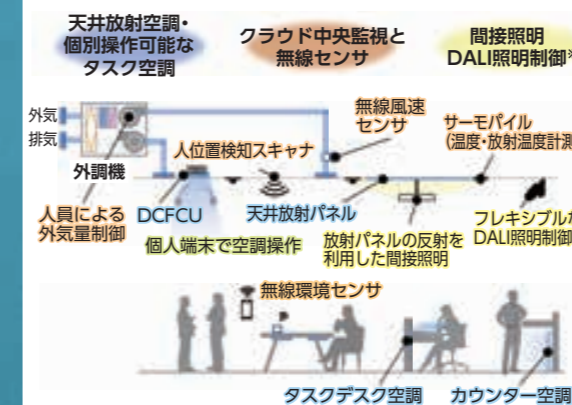 天井放射空調・
個別操作可能な
タスク空調
クラウド中央監視と
無線センサ
間接照明
DALI照明制御※
外気
排気
外調機
人位置検知スキャナ
無線風速
センサ
サーモパイル
(温度・放射温度計測
人員による
外気量制御
DCFCU
天井放射パネル
個人端末で空調操作
放射パネルの反射を
利用した間接照明
フレキシブルな
DALI照明制御
無線環境センサ
タスクデスク空調
カウンター空調